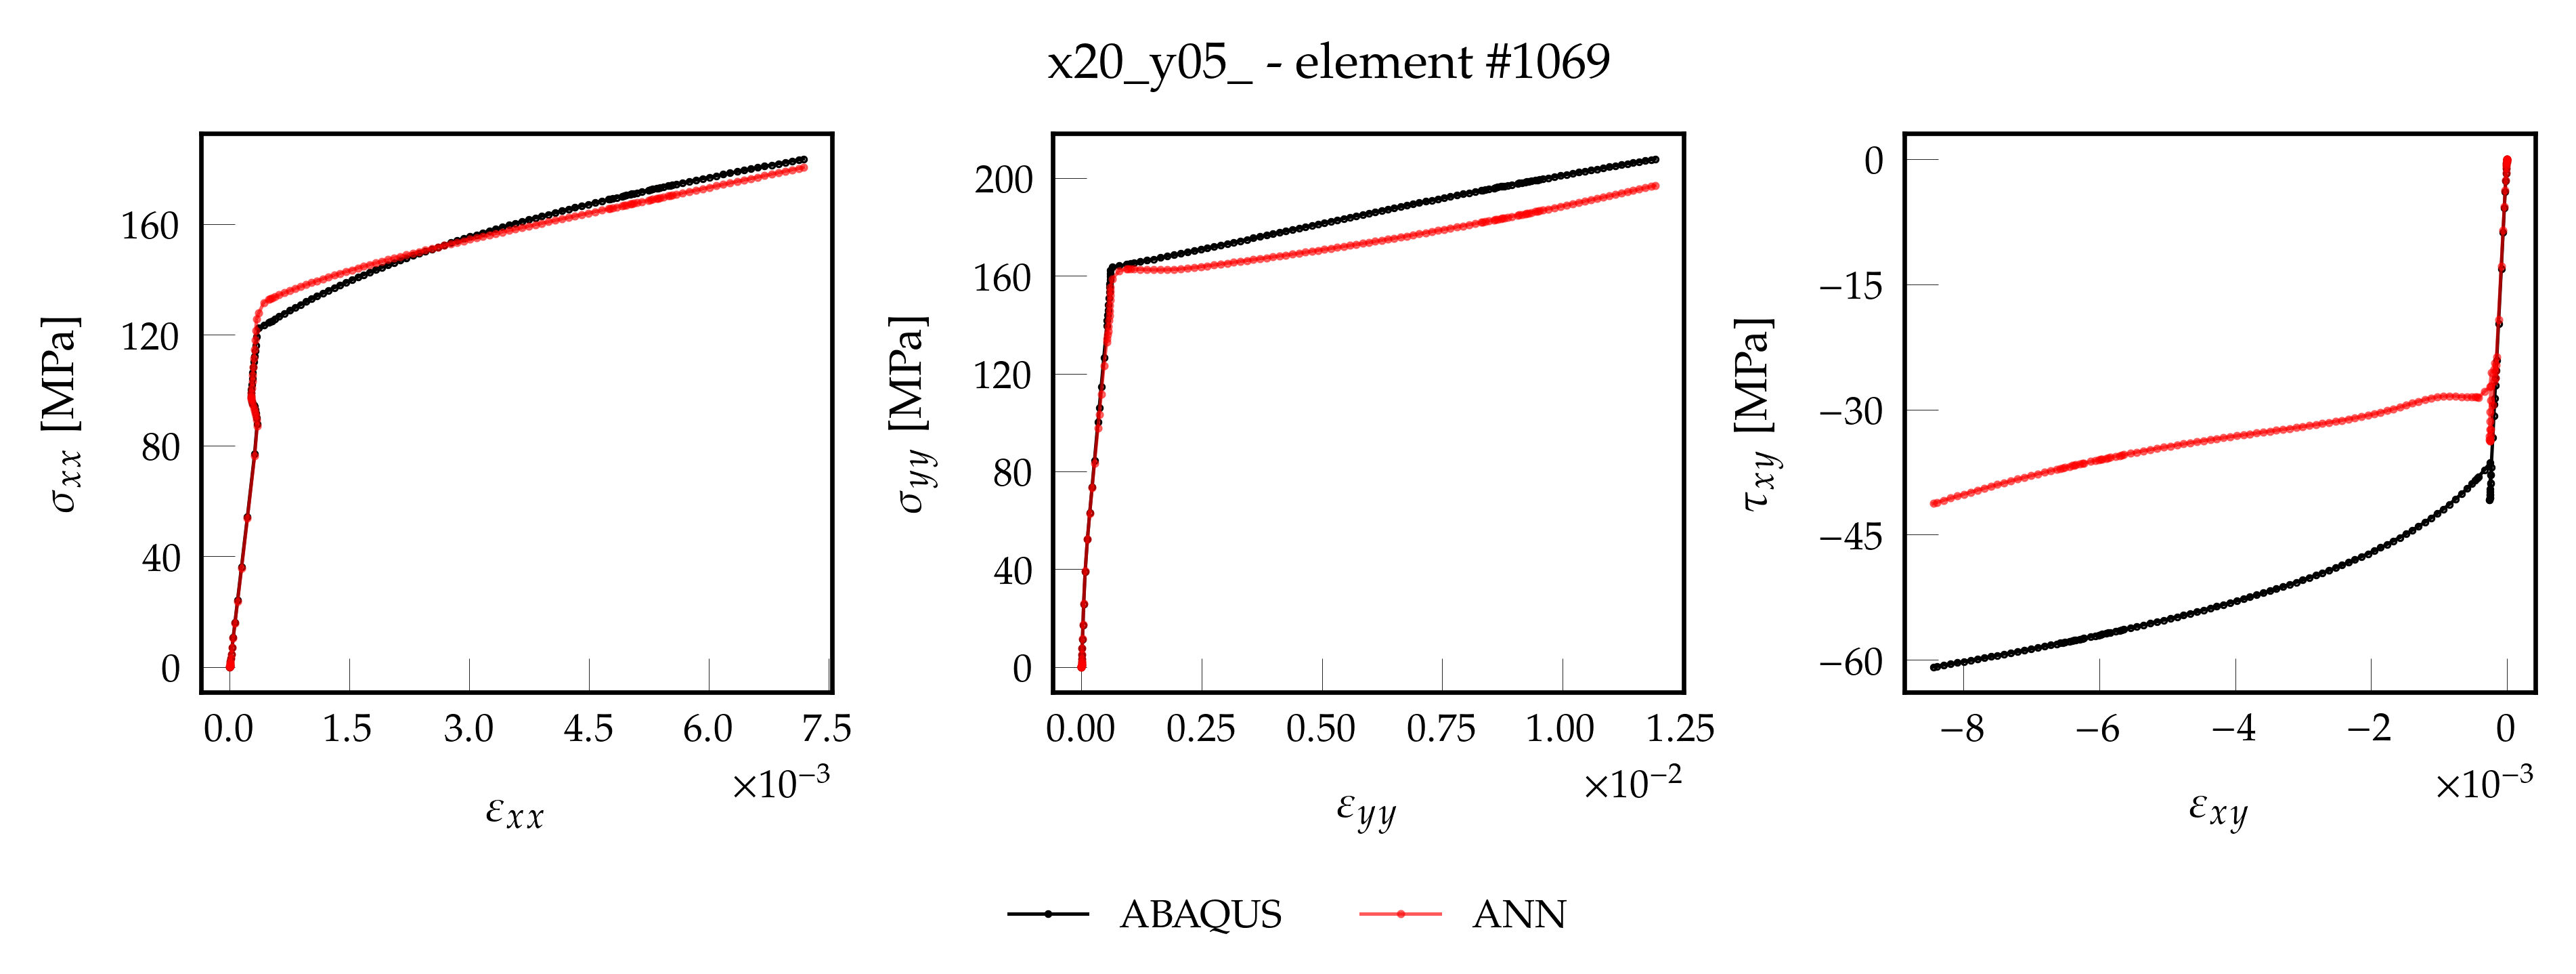 x20_y05_ - element #1069
σxx [MPa]
160
120
80
40
0
0.0 1.5 3.0 4.5 6.0 7.5
×10−3
εxx
σyy [MPa]
200
160
120
80
40
0
0.00 0.25 0.50 0.75 1.00 1.25
×10−2
εyy
τxy [MPa]
0
−15
−30
−45
−60
−8 −6 −4 −2 0
×10−3
εxy
ABAQUS ANN